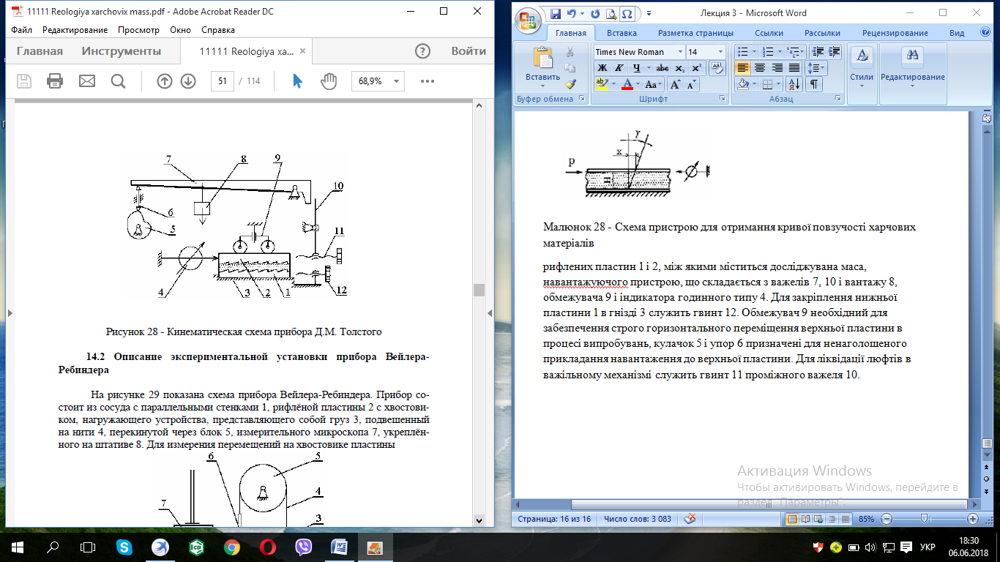 11111 Reologiya xarchovix mass.pdf - Adobe Acrobat Reader DC
Файл Редактирование Просмотр Окно Справка
Главная Инструменты 11111 Reologiya xa... × ? Войти
51 / 114 68,9%
7 8 9
10
6
5
11
4 3 2 1 12
Рисунок 28 - Кинематическая схема прибора Д.М. Толстого
14.2 Описание экспериментальной установки прибора Вейлера-
Ребиндера
На рисунке 29 показана схема прибора Вейлера-Ребиндера. Прибор со-
стоит из сосуда с параллельными стенками 1, рифлёной пластины 2 с хвостови-
ком, нагружающего устройства, представляющего собой груз 3, подвешенный
на нити 4, перекинутой через блок 5, измерительного микроскопа 7, укреплён-
ного на штативе 8. Для измерения перемещений на хвостовике пластины
6 5
4
7
3
Лекция 3 - Microsoft Word
Главная Вставка Разметка страницы Ссылки Рассылки Рецензирование Вид
Вставить
Times New Roman 14
Ж К Ч abc x₂ x²
ab А Aa A A
Стили Редактирование
Буфер обмена Шрифт Абзац
γ
x
P
H
Малюнок 28 - Схема пристрою для отримання кривої повзучості харчових
матеріалів
рифлених пластин 1 і 2, між якими міститься досліджувана маса,
навантажуючого пристрою, що складається з важелів 7, 10 і вантажу 8,
обмежувача 9 і індикатора годинного типу 4. Для закріплення нижньої
пластини 1 в гнізді 3 служить гвинт 12. Обмежувач 9 необхідний для
забезпечення строго горизонтального переміщення верхньої пластини в
процесі випробувань, кулачок 5 і упор 6 призначені для ненаголошеного
прикладання навантаження до верхньої пластини. Для ліквідації люфтів в
важільному механізмі служить гвинт 11 проміжного важеля 10.
Активация Windows
Чтобы активировать Windows, перейдите в
раздел "Параметры".
Страница: 16 из 16 Число слов: 3 083 85%
УКР 18:30
06.06.2018